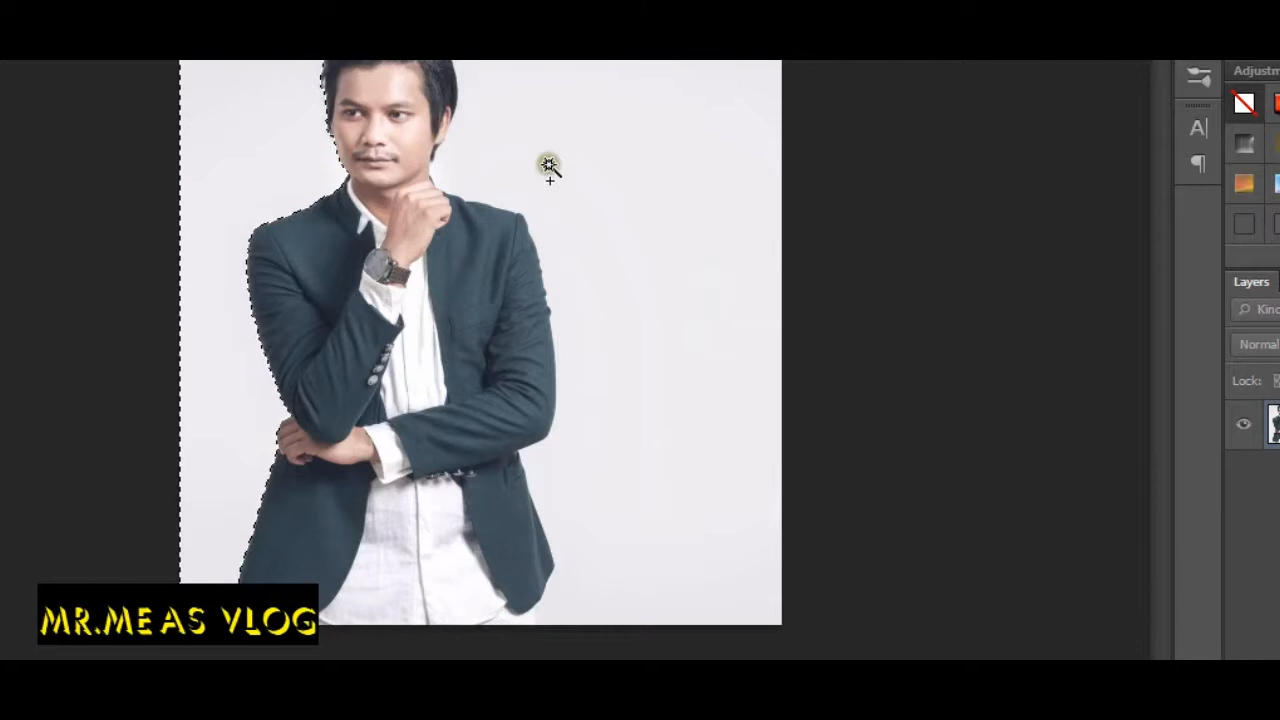 Adjustm
A|
¶
Layers
Kind
Normal
Lock:
MR.MEAS VLOG